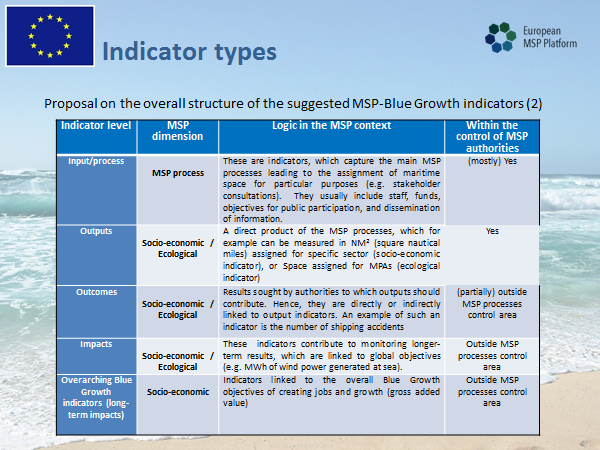 European
MSP Platform
Indicator types
Proposal on the overall structure of the suggested MSP-Blue Growth indicators (2)
Indicator level
MSP
dimension
Logic in the MSP context
Within the
control of MSP
authorities
Input/process
MSP process
These are indicators, which capture the main MSP
processes leading to the assignment of maritime
space for particular purposes (e.g. stakeholder
consultations). They usually include staff, funds,
objectives for public participation, and dissemination
of information.
(mostly) Yes
Outputs
Socio-economic /
Ecological
A direct product of the MSP processes, which for
example can be measured in NM² (square nautical
miles) assigned for specific sector (socio-economic
indicator), or Space assigned for MPAs (ecological
indicator)
Yes
Outcomes
Socio-economic /
Ecological
Results sought by authorities to which outputs should
contribute. Hence, they are directly or indirectly
linked to output indicators. An example of such an
indicator is the number of shipping accidents
(partially) outside
MSP processes
control area
Impacts
Socio-economic /
Ecological
These indicators contribute to monitoring longer-
term results, which are linked to global objectives
(e.g. MWh of wind power generated at sea).
Outside MSP
processes control
area
Overarching Blue
Growth
indicators (long-
term impacts)
Socio-economic
Indicators linked to the overall Blue Growth
objectives of creating jobs and growth (gross added
value)
Outside MSP
processes control
area